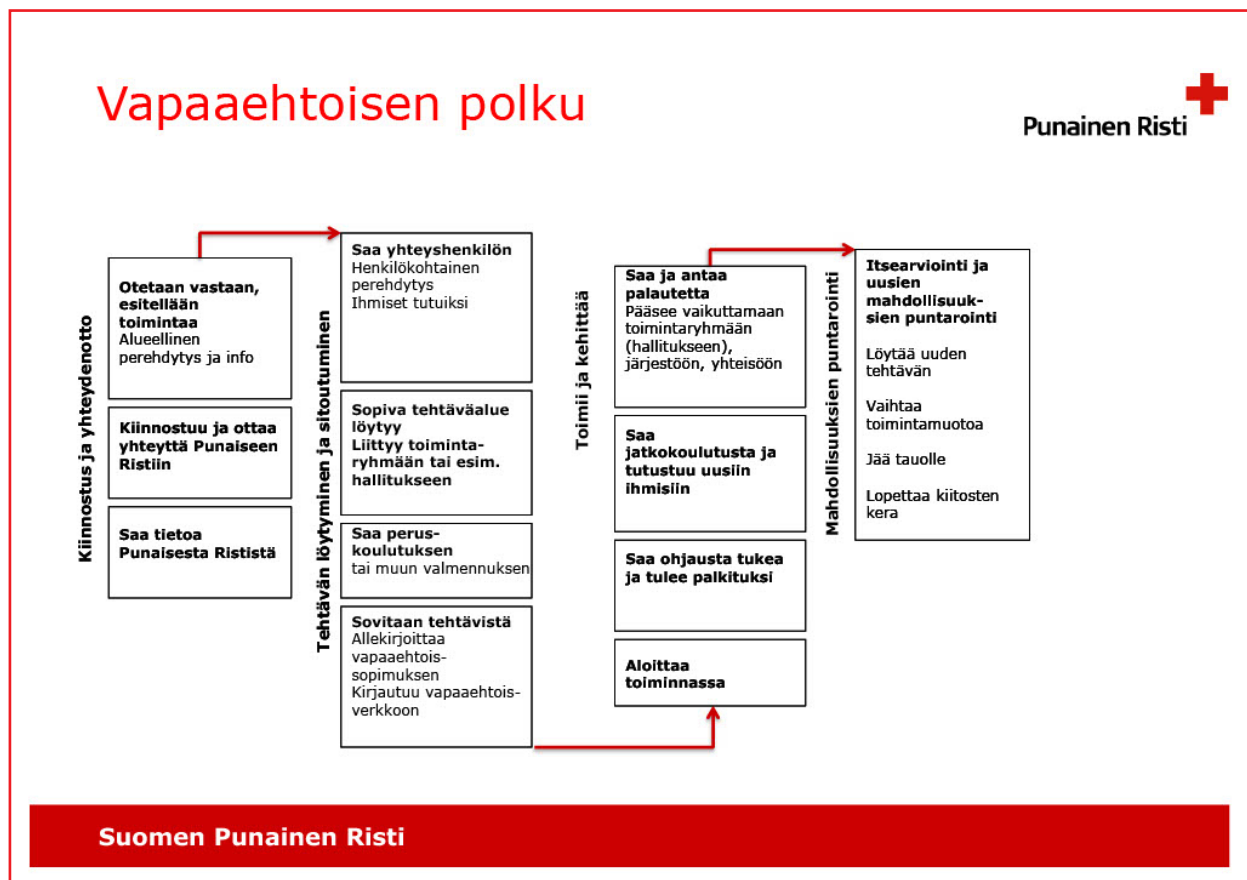 Vapaaehtoisen polku
Punainen Risti
Kiinnostus ja yhteydenotto
Otetaan vastaan,
esitellään
toimintaa
Alueellinen
perehdytys ja info
Kiinnostuu ja ottaa
yhteyttä Punaiseen
Ristiin
Saa tietoa
Punaisesta Rististä
Tehtävän löytyminen ja sitoutuminen
Saa yhteyshenkilön
Henkilökohtainen
perehdytys
Ihmiset tutuiksi
Sopiva tehtäväalue
löytyy
Liittyy toiminta-
ryhmään tai esim.
hallitukseen
Saa perus-
koulutuksen
tai muun valmennuksen
Sovitaan tehtävistä
Allekirjoittaa
vapaaehtois-
sopimuksen
Kirjautuu vapaaehtois-
verkkoon
Toimii ja kehittää
Saa ja antaa
palautetta
Pääsee vaikuttamaan
toimintaryhmään
(hallitukseen),
järjestöön, yhteisöön
Saa
jatkokoulutusta ja
tutustuu uusiin
ihmisiin
Saa ohjausta tukea
ja tulee palkituksi
Aloittaa
toiminnassa
Mahdollisuuksien puntarointi
Itsearviointi ja
uusien
mahdollisuuk-
sien puntarointi
Löytää uuden
tehtävän
Vaihtaa
toimintamuotoa
Jää tauolle
Lopettaa kiitosten
kera
Suomen Punainen Risti